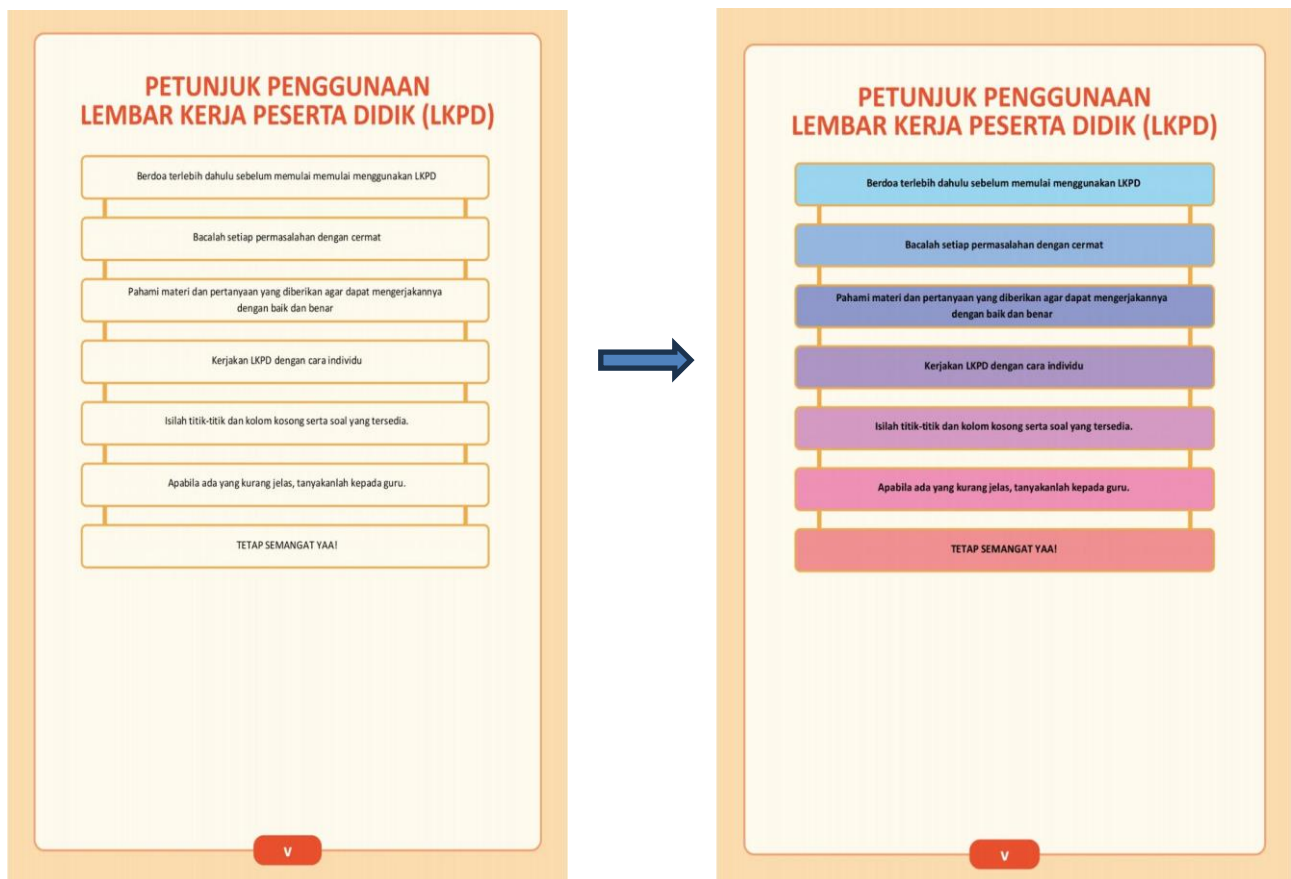 PETUNJUK PENGGUNAAN
LEMBAR KERJA PESERTA DIDIK (LKPD)
Berdoa terlebih dahulu sebelum memulai memulai menggunakan LKPD
Bacalah setiap permasalahan dengan cermat
Pahami materi dan pertanyaan yang diberikan agar dapat mengerjakannya
dengan baik dan benar
Kerjakan LKPD dengan cara individu
Isilah titik-titik dan kolom kosong serta soal yang tersedia.
Apabila ada yang kurang jelas, tanyakanlah kepada guru.
TETAP SEMANGAT YAA!
v
PETUNJUK PENGGUNAAN
LEMBAR KERJA PESERTA DIDIK (LKPD)
Berdoa terlebih dahulu sebelum memulai menggunakan LKPD
Bacalah setiap permasalahan dengan cermat
Pahami materi dan pertanyaan yang diberikan agar dapat mengerjakannya
dengan baik dan benar
Kerjakan LKPD dengan cara individu
Isilah titik-titik dan kolom kosong serta soal yang tersedia.
Apabila ada yang kurang jelas, tanyakanlah kepada guru.
TETAP SEMANGAT YAA!
v